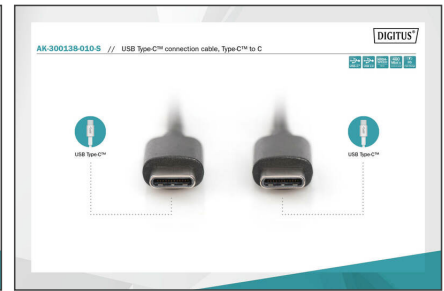 DIGITUS®
AK-300138-010-S // USB Type-C™ connection cable, Type-C™ to C
USB Type-C™
USB Type-C™